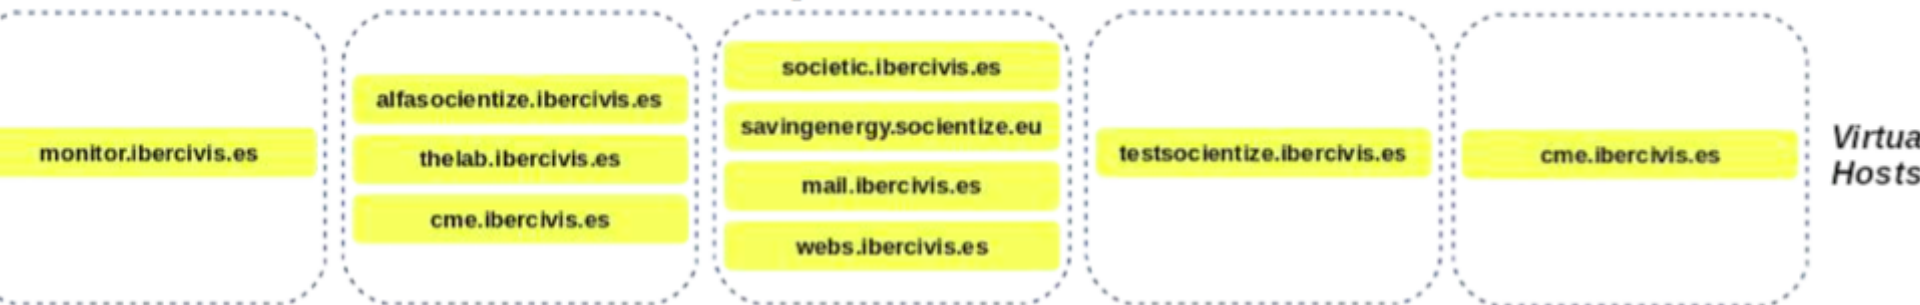 monitor.ibercivis.es
alfasocientize.ibercivis.es
thelab.ibercivis.es
cme.ibercivis.es
societic.ibercivis.es
savingenergy.socientize.eu
mail.ibercivis.es
webs.ibercivis.es
testsocientize.ibercivis.es
cme.ibercivis.es
Virtua
Hosts